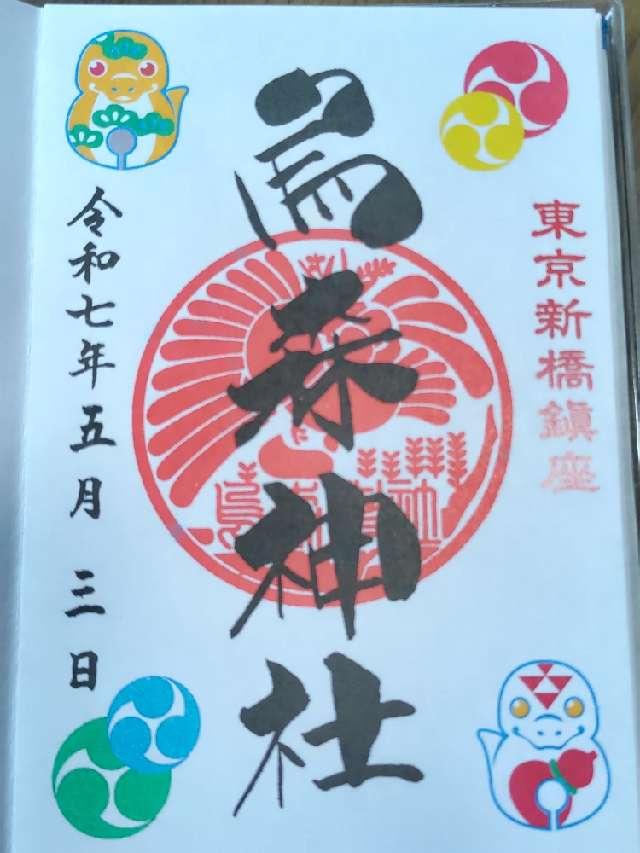 東京新橋鎮座
烏森神社
令和七年五月三日